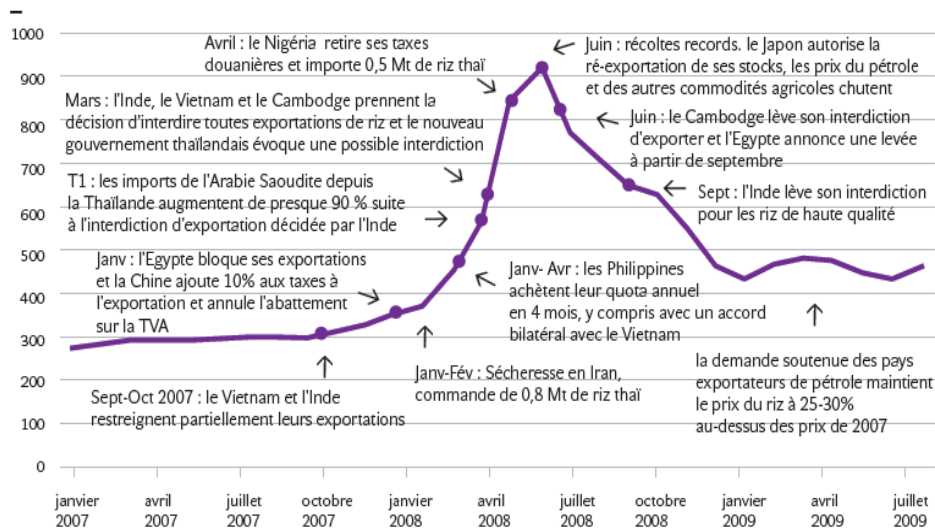 1000
900
800
700
600
500
400
300
200
100
0
Avril : le Nigéria retire ses taxes
douanières et importe 0,5 Mt de riz thaï
Juin : récoltes records. le Japon autorise la
ré-exportation de ses stocks, les prix du pétrole
et des autres commodités agricoles chutent
Mars : l'Inde, le Vietnam et le Cambodge prennent la
décision d'interdire toutes exportations de riz et le nouveau
gouvernement thaïlandais évoque une possible interdiction
Juin : le Cambodge lève son interdiction
d'exporter et l'Egypte annonce une levée
à partir de septembre
T1 : les imports de l'Arabie Saoudite depuis
la Thaïlande augmentent de presque 90 % suite
à l'interdiction d'exportation décidée par l'Inde
Sept : l'Inde lève son interdiction
pour les riz de haute qualité
Janv : l'Egypte bloque ses exportations
et la Chine ajoute 10% aux taxes à
l'exportation et annule l'abattement
sur la TVA
Janv- Avr : les Philippines
achètent leur quota annuel
en 4 mois, y compris avec un accord
bilatéral avec le Vietnam
Sept-Oct 2007 : le Vietnam et l'Inde
restreignent partiellement leurs exportations
Janv-Fév : Sécheresse en Iran,
commande de 0,8 Mt de riz thaï
la demande soutenue des pays
exportateurs de pétrole maintient
le prix du riz à 25-30%
au-dessus des prix de 2007
janvier avril juillet octobre janvier avril juillet octobre janvier avril juillet
2007 2007 2007 2007 2008 2008 2008 2008 2009 2009 2009